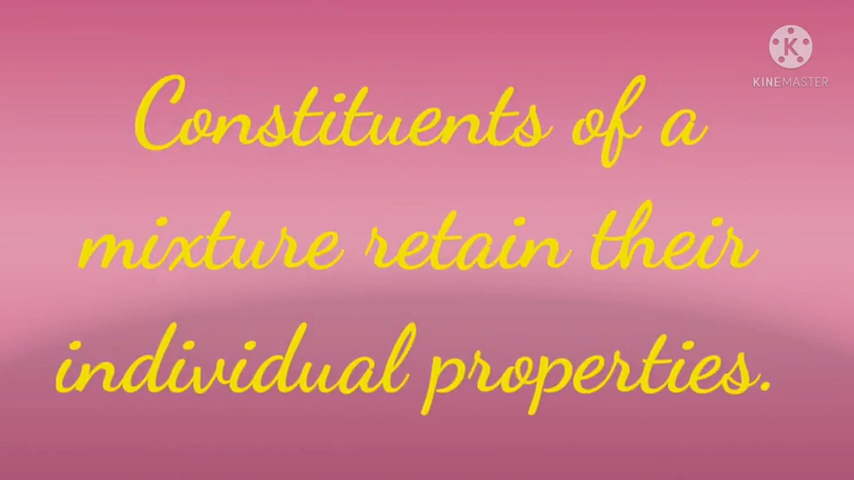 KINEMASTER
Constituents of a
mixture retain their
individual properties.